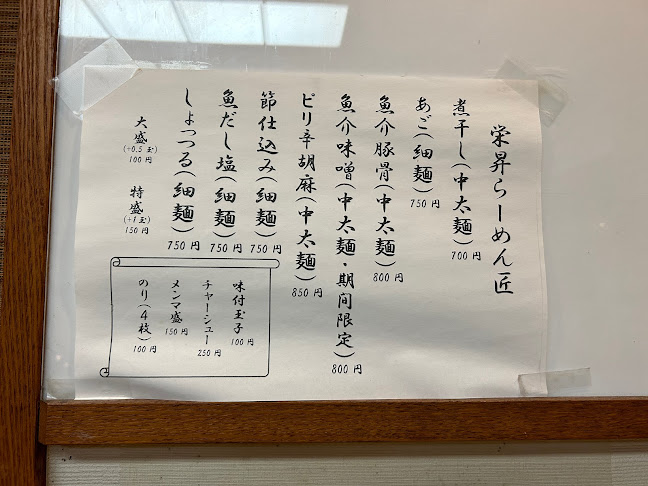 栄昇らーめん匠
煮干し(中太麺)
700円
あご(細麺)
750円
魚介豚骨(中太麺)
800円
魚介味噌(中太麺・期間限定)
800円
ピリ辛胡麻(中太麺)
850円
節仕込み(細麺)
750円
魚だし塩(細麺)
750円
しょっつる(細麺)
750円
大盛
(+0.5玉)
100円
特盛
(+1玉)
150円
味付玉子
100円
チャーシュー
250円
メンマ盛
150円
のり(4枚)
100円